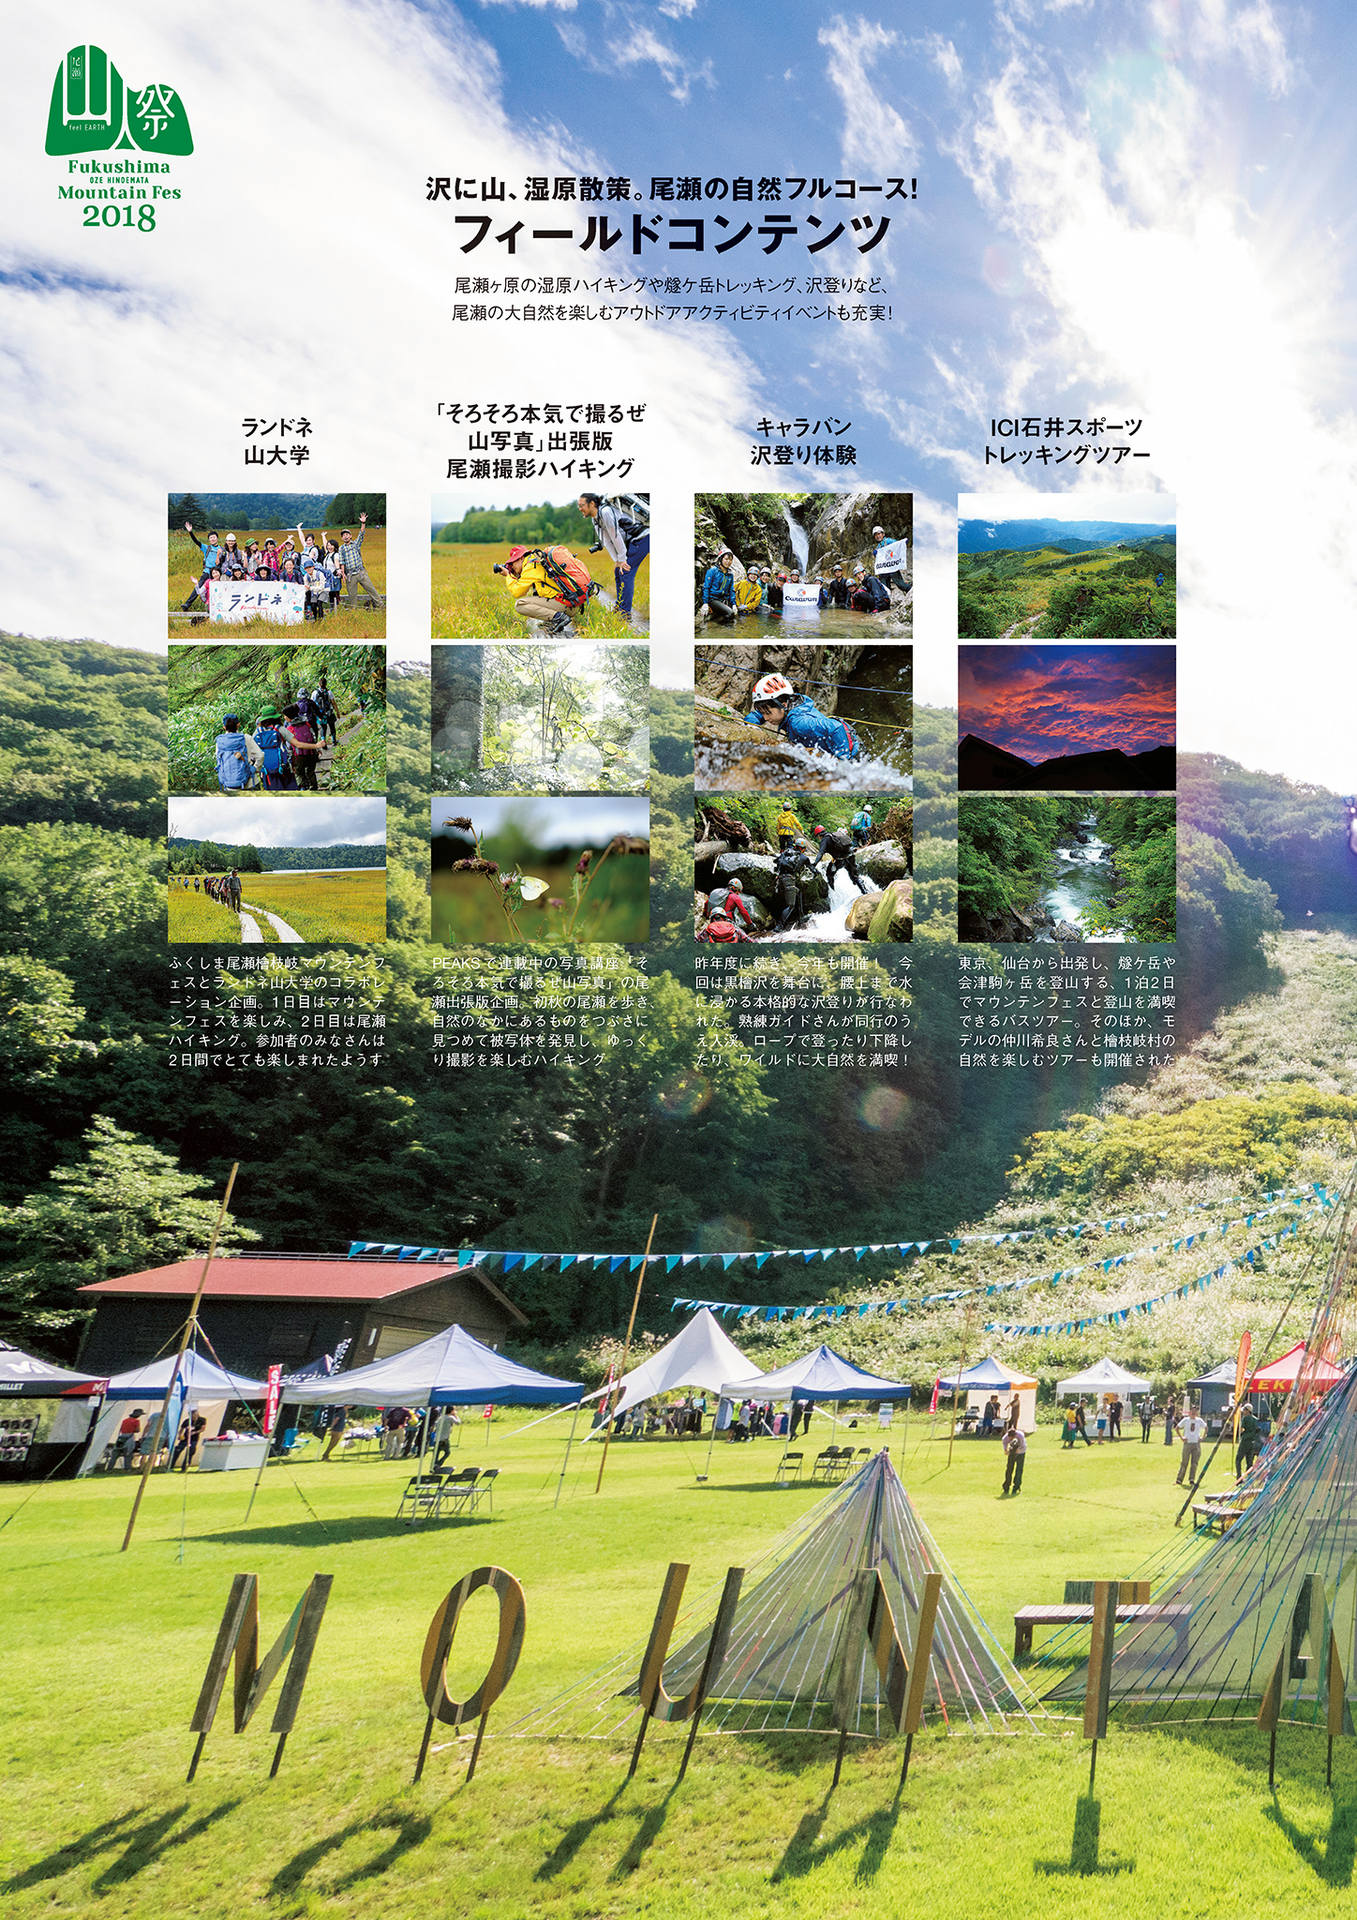 尾瀬
山人祭
feel EARTH
Fukushima
OZE HINOEMATA
Mountain Fes
2018
沢に山、湿原散策。尾瀬の自然フルコース!
フィールドコンテンツ
尾瀬ヶ原の湿原ハイキングや燧ケ岳トレッキング、沢登りなど、
尾瀬の大自然を楽しむアウトドアアクティビティイベントも充実!
ランドネ
山大学
「そろそろ本気で撮るぜ
山写真」出張版
尾瀬撮影ハイキング
キャラバン
沢登り体験
ICI石井スポーツ
トレッキングツアー
ランドネ
caravan
caravan
ふくしま尾瀬檜枝岐マウンテンフ
ェスとランドネ山大学のコラボレ
ーション企画。1日目はマウンテ
ンフェスを楽しみ、2日目は尾瀬
ハイキング。参加者のみなさんは
2日間でとても楽しまれたようす
PEAKSで連載中の写真講座「そ
ろそろ本気で撮るぜ山写真」の尾
瀬出張版企画。初秋の尾瀬を歩き、
自然のなかにあるものをつぶさに
見つめて被写体を発見し、ゆっく
り撮影を楽しむハイキング
昨年度に続き、今年も開催! 今
回は黒檜沢を舞台に、腰上まで水
に浸かる本格的な沢登りが行なわ
れた。熟練ガイドさんが同行のう
え入渓。ロープで登ったり下降し
たり、ワイルドに大自然を満喫!
東京、仙台から出発し、燧ケ岳や
会津駒ヶ岳を登山する、1泊2日
でマウンテンフェスと登山を満喫
できるバスツアー。そのほか、モ
デルの仲川希良さんと檜枝岐村の
自然を楽しむツアーも開催された
MILLET
SALE
LEKI
MOUNTA